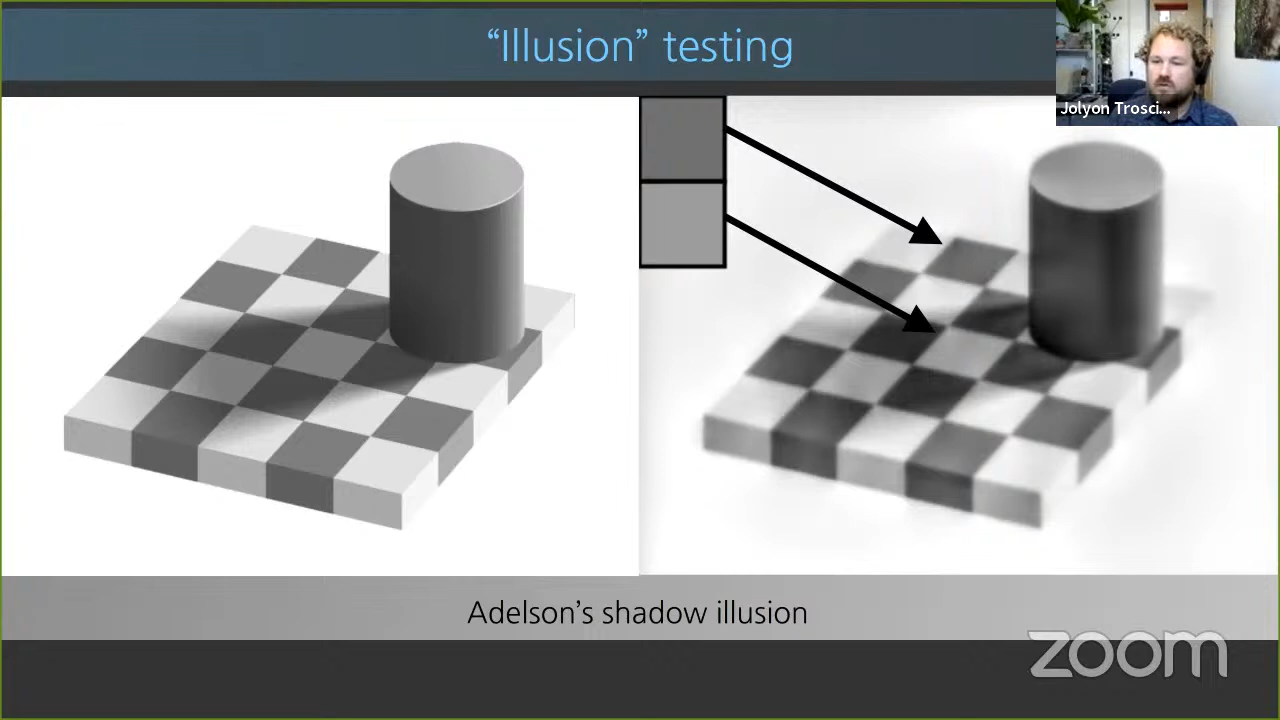 “Illusion” testing
Jolyon Trosci...
Adelson’s shadow illusion
zoom